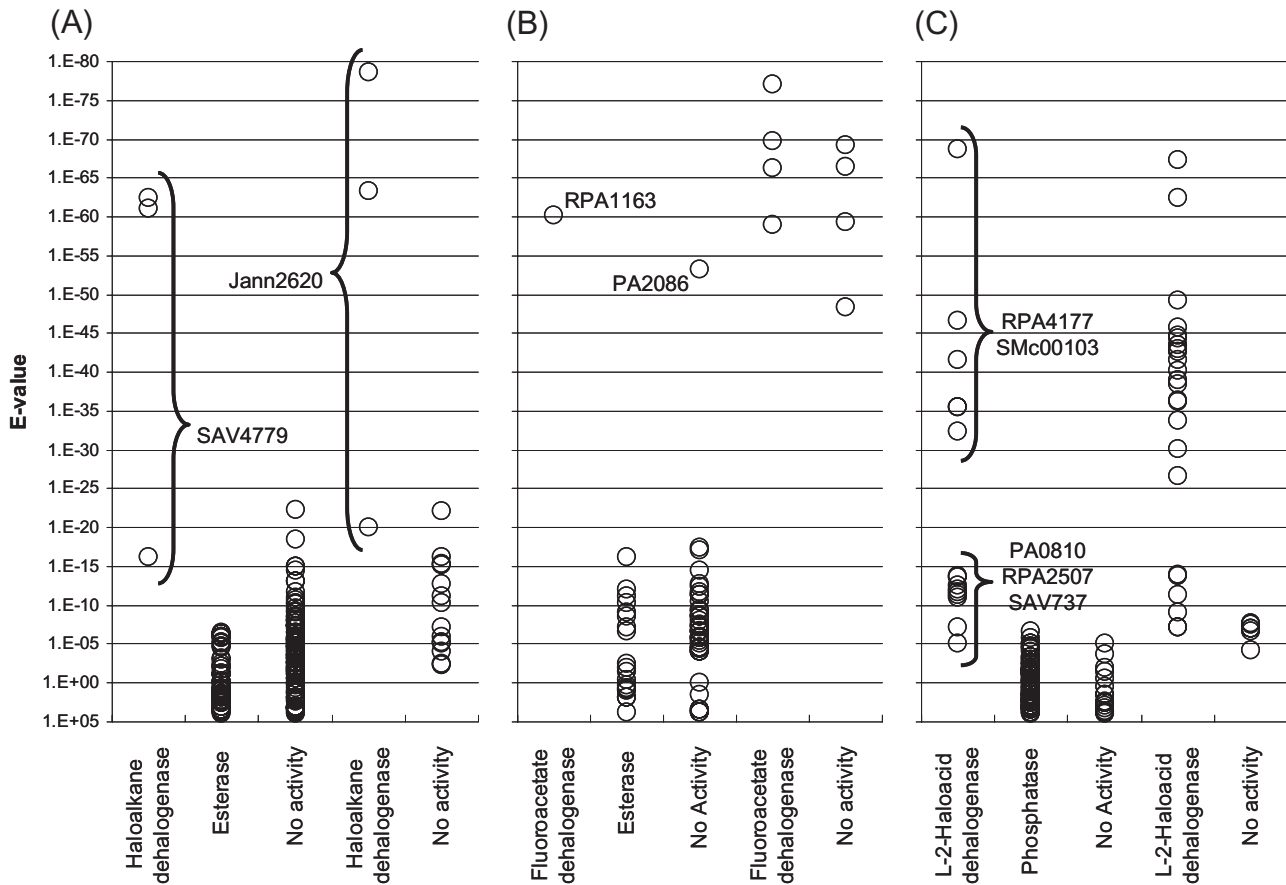 (A)
(B)
(C)
E-value
1.E-80
1.E-75
1.E-70
1.E-65
1.E-60
1.E-55
1.E-50
1.E-45
1.E-40
1.E-35
1.E-30
1.E-25
1.E-20
1.E-15
1.E-10
1.E-05
1.E+00
1.E+05
SAV4779
Jann2620
RPA1163
PA2086
RPA4177
SMc00103
PA0810
RPA2507
SAV737
Haloalkane
dehalogenase
Esterase
No activity
Haloalkane
dehalogenase
No activity
Fluoroacetate
dehalogenase
Esterase
No Activity
Fluoroacetate
dehalogenase
No activity
L-2-Haloacid
dehalogenase
Phosphatase
No Activity
L-2-Haloacid
dehalogenase
No activity